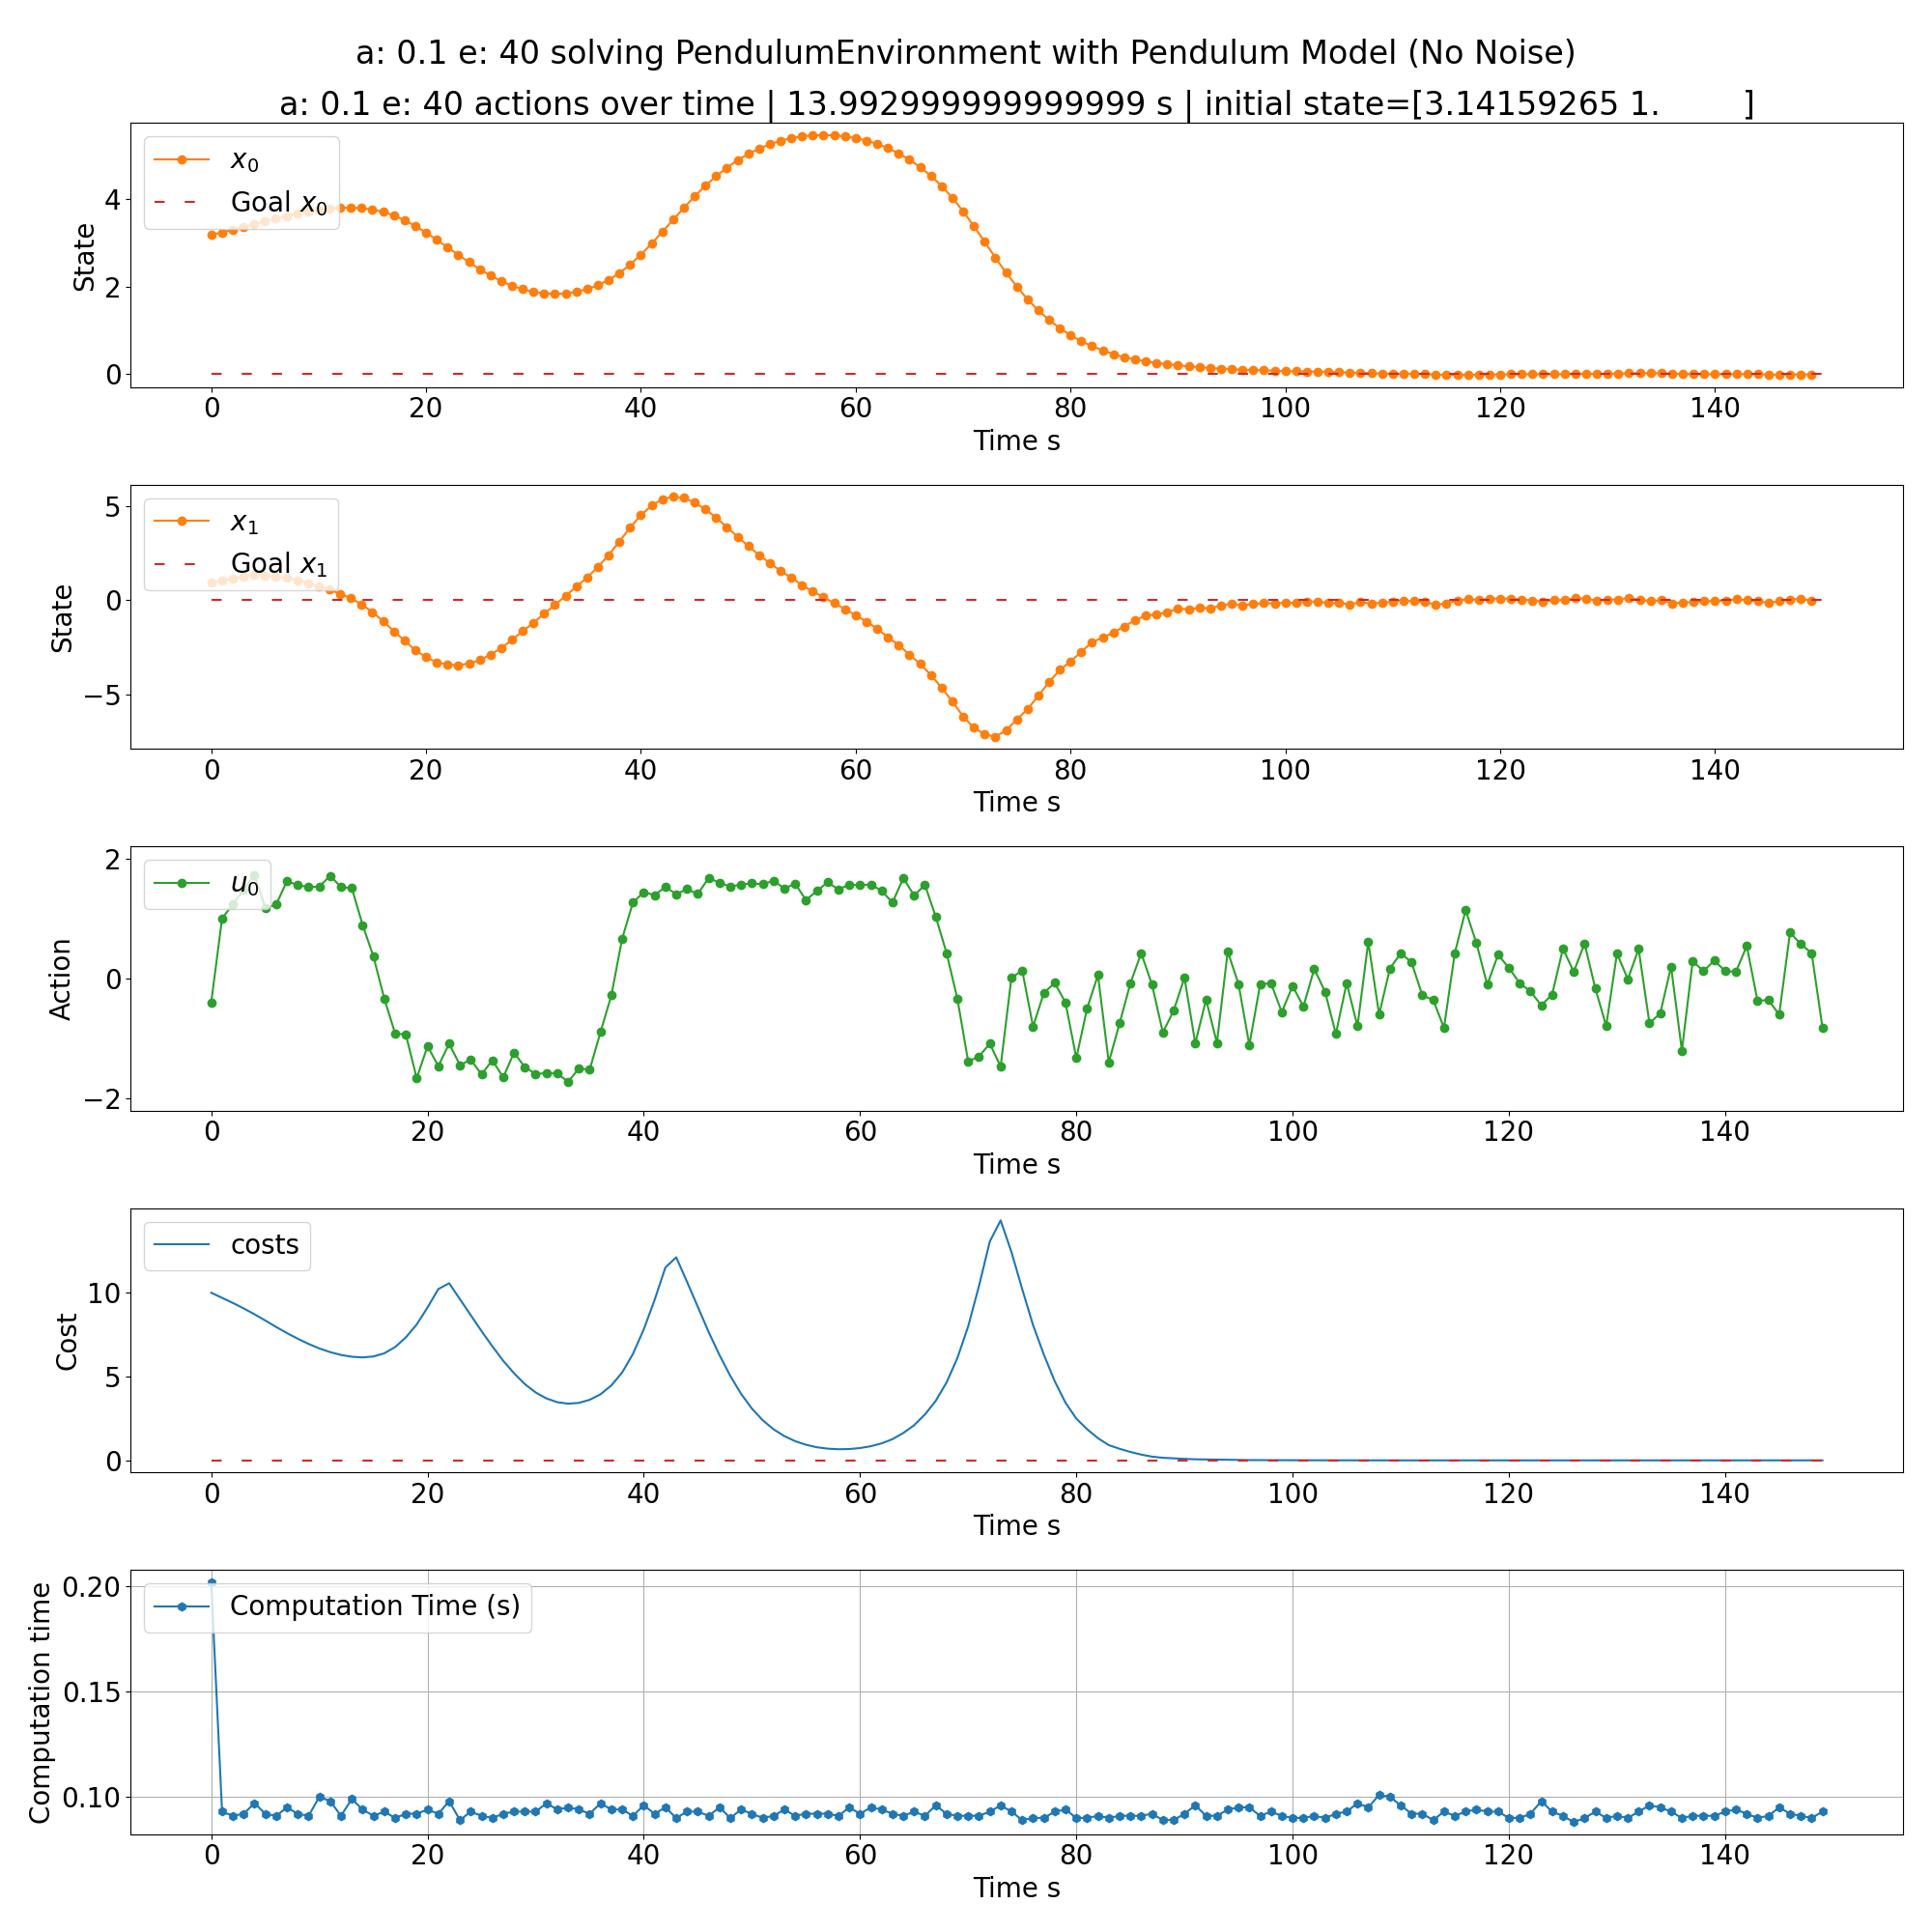 a: 0.1 e: 40 solving PendulumEnvironment with Pendulum Model (No Noise)
a: 0.1 e: 40 actions over time | 13.992999999999999 s | initial state=[3.14159265 1.         ]
x_0
Goal x_0
State
4
2
0
0 20 40 60 80 100 120 140
Time s
x_1
Goal x_1
State
5
0
−5
0 20 40 60 80 100 120 140
Time s
u_0
Action
2
0
−2
0 20 40 60 80 100 120 140
Time s
costs
Cost
10
5
0
0 20 40 60 80 100 120 140
Time s
Computation Time (s)
Computation time
0.20
0.15
0.10
0 20 40 60 80 100 120 140
Time s